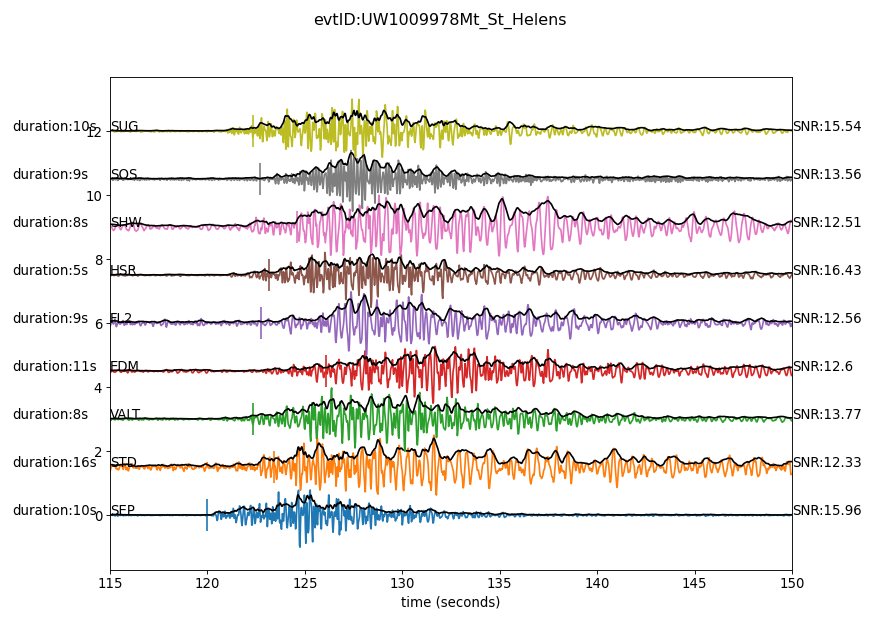 evtID:UW1009978Mt_St_Helens
duration:10s SUG SNR:15.54
12
duration:9s SOS SNR:13.56
10
duration:8s SHW SNR:12.51
8
duration:5s HSR SNR:16.43
duration:9s FL2 SNR:12.56
6
duration:11s EDM SNR:12.6
4
duration:8s VALT SNR:13.77
2
duration:16s STD SNR:12.33
duration:10s SEP SNR:15.96
0
115 120 125 130 135 140 145 150
time (seconds)